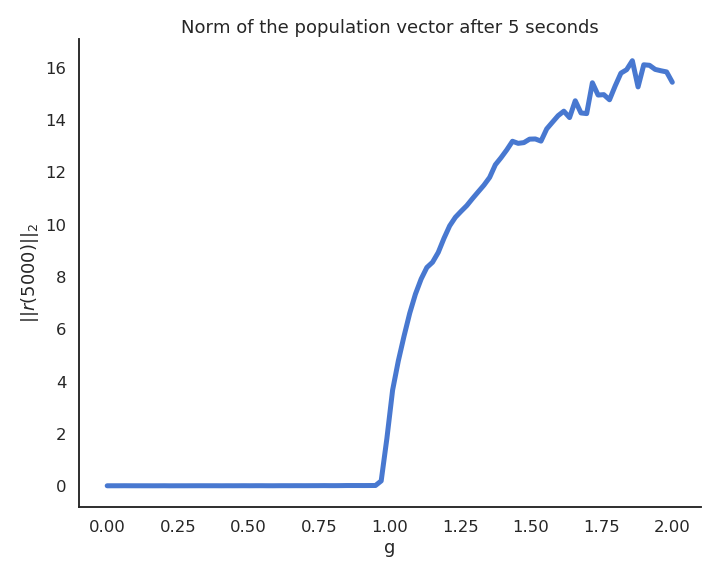 Norm of the population vector after 5 seconds
||r(5000)||₂
16
14
12
10
8
6
4
2
0
0.00 0.25 0.50 0.75 1.00 1.25 1.50 1.75 2.00
g